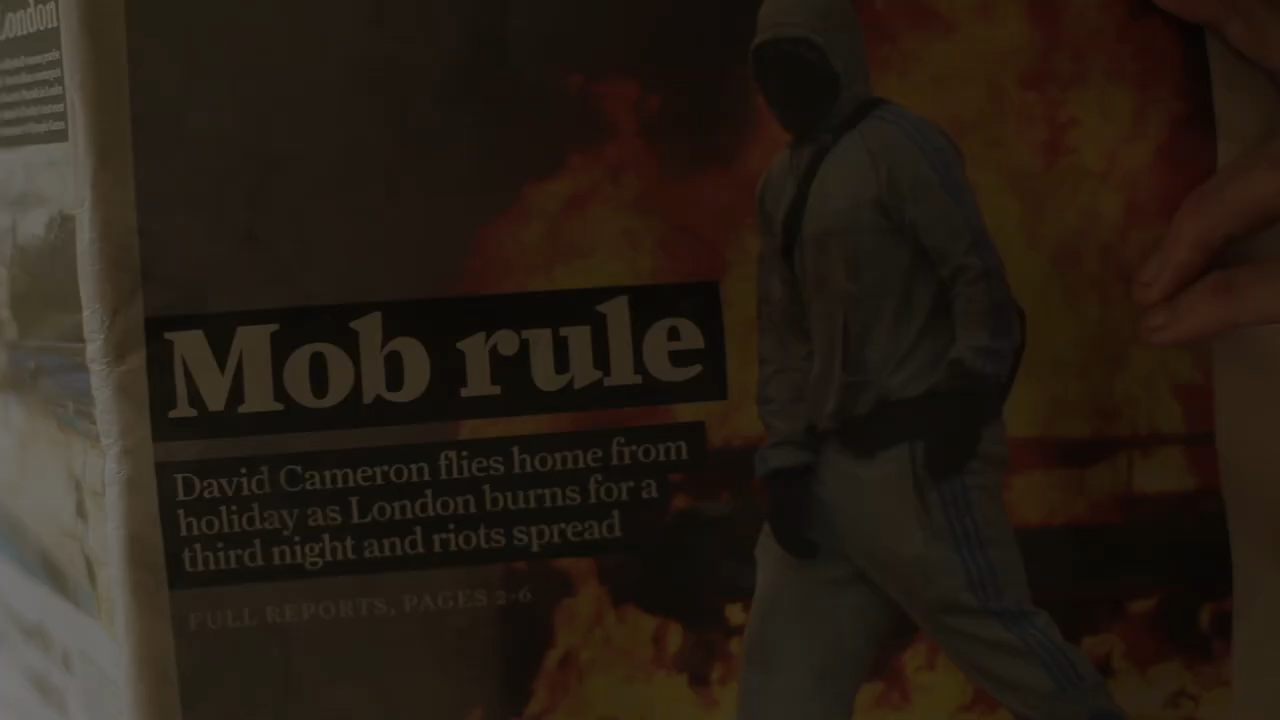 London
Mob rule
David Cameron flies home from
holiday as London burns for a
third night and riots spread
FULL REPORTS, PAGES 2-6